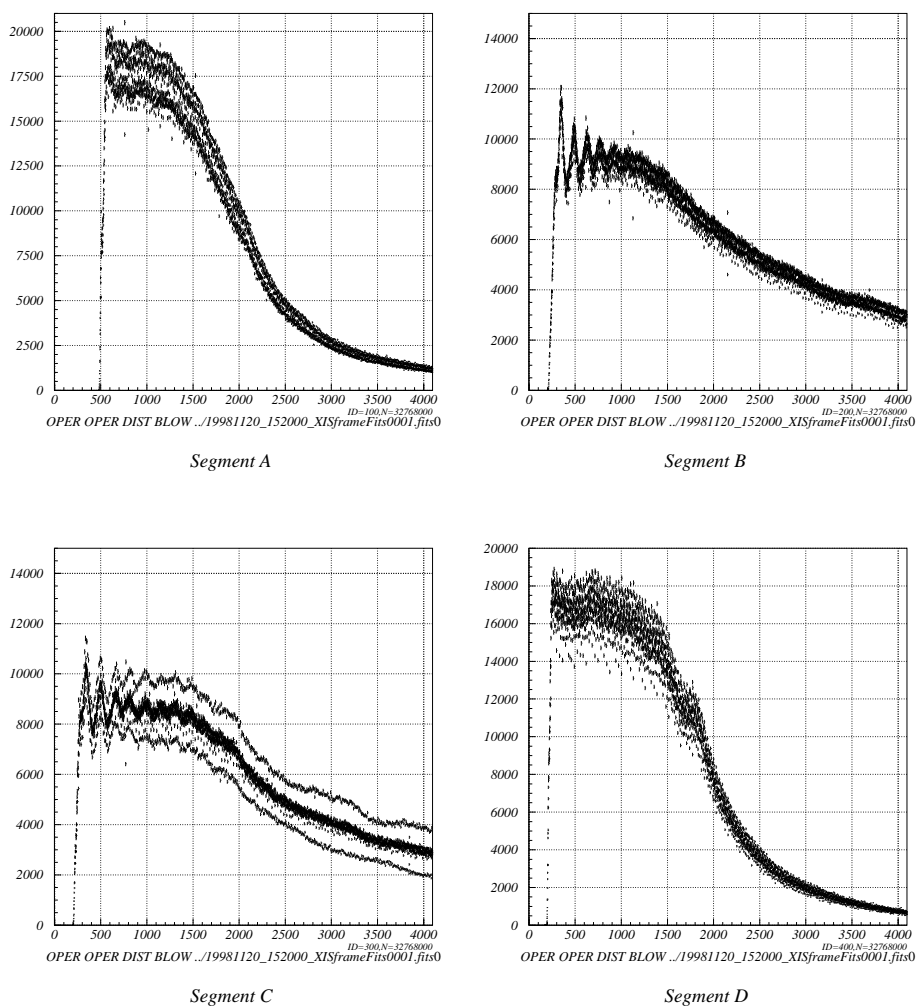 20000
17500
15000
12500
10000
7500
5000
2500
0
0 500 1000 1500 2000 2500 3000 3500 4000
ID=100,N=32768000
OPER OPER DIST BLOW ../19981120_152000_XISframeFits0001.fits0
Segment A
14000
12000
10000
8000
6000
4000
2000
0
0 500 1000 1500 2000 2500 3000 3500 4000
ID=200,N=32768000
OPER OPER DIST BLOW ../19981120_152000_XISframeFits0001.fits0
Segment B
14000
12000
10000
8000
6000
4000
2000
0
0 500 1000 1500 2000 2500 3000 3500 4000
ID=300,N=32768000
OPER OPER DIST BLOW ../19981120_152000_XISframeFits0001.fits0
Segment C
20000
18000
16000
14000
12000
10000
8000
6000
4000
2000
0
0 500 1000 1500 2000 2500 3000 3500 4000
ID=400,N=32768000
OPER OPER DIST BLOW ../19981120_152000_XISframeFits0001.fits0
Segment D